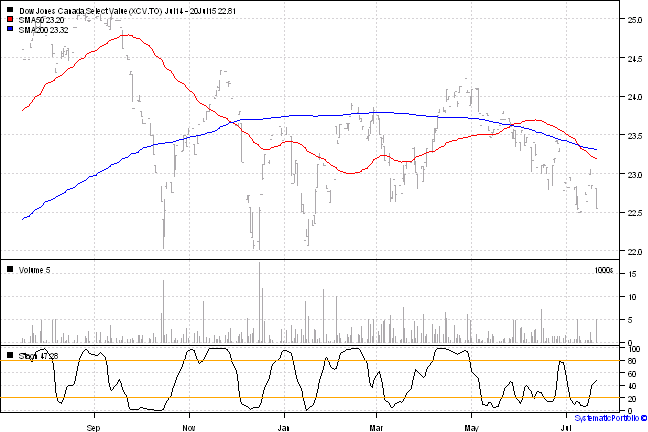 Dow Jones Canada Select Value (XCV.TO) Jul14 - 20Jul15 22.81
SMA50 23.20
SMA200 23.32
25.0
24.5
24.0
23.5
23.0
22.5
22.0
Volume 5
1000s
15
10
5
0
47.28
100
80
60
40
20
0
Sep
Nov
Jan
Mar
May
Jul
SystematicPortfolio ©